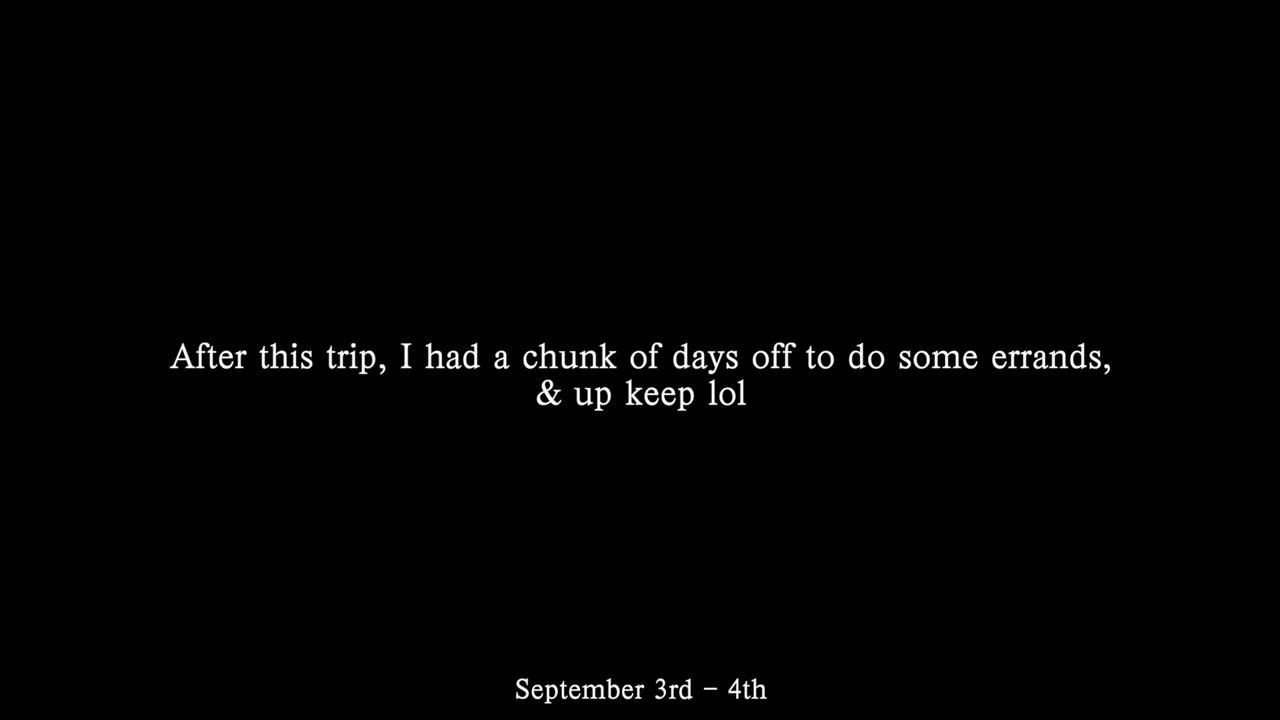 After this trip, I had a chunk of days off to do some errands,
& up keep lol
September 3rd - 4th